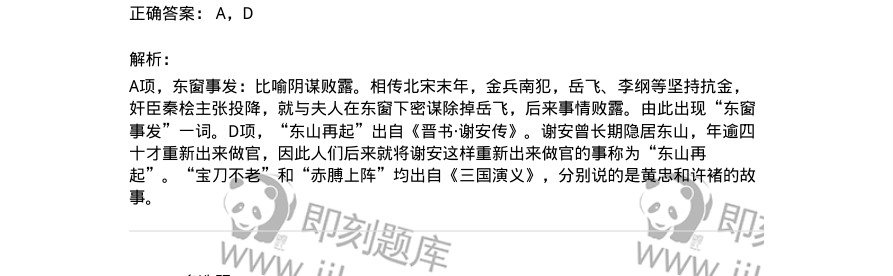 正确答案： A，D
解析：
A项，东窗事发：比喻阴谋败露。相传北宋末年，金兵南犯，岳飞、李纲等坚持抗金，
奸臣秦桧主张投降，就与夫人在东窗下密谋除掉岳飞，后来事情败露。由此出现“东窗
事发”一词。D项，“东山再起”出自《晋书·谢安传》。谢安曾长期隐居东山，年逾四
十才重新出来做官，因此人们后来就将谢安这样重新出来做官的事称为“东山再
起”。“宝刀不老”和“赤膊上阵”均出自《三国演义》，分别说的是黄忠和许褚的故
事。
即刻题库
即刻题